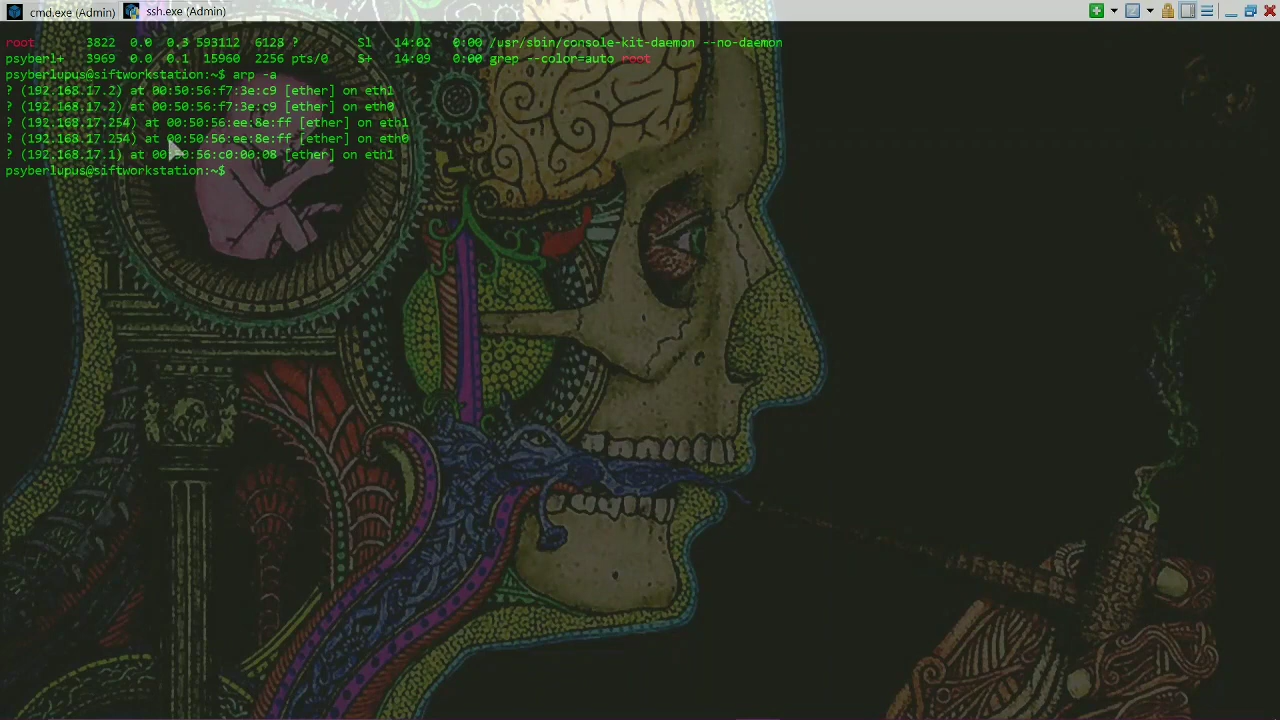 cmd.exe (Admin) ssh.exe (Admin)
root 3822 0.0 0.3 593112 6128 ? Sl 14:02 0:00 /usr/sbin/console-kit-daemon --no-daemon
psyberl+ 3969 0.0 0.1 15960 2256 pts/0 S+ 14:09 0:00 grep --color=auto root
psyberlupus@siftworkstation:~$ arp -a
? (192.168.17.2) at 00:50:56:f7:3e:c9 [ether] on eth1
? (192.168.17.2) at 00:50:56:f7:3e:c9 [ether] on eth0
? (192.168.17.254) at 00:50:56:ee:8e:ff [ether] on eth1
? (192.168.17.254) at 00:50:56:ee:8e:ff [ether] on eth0
? (192.168.17.1) at 00:50:56:c0:00:08 [ether] on eth1
psyberlupus@siftworkstation:~$